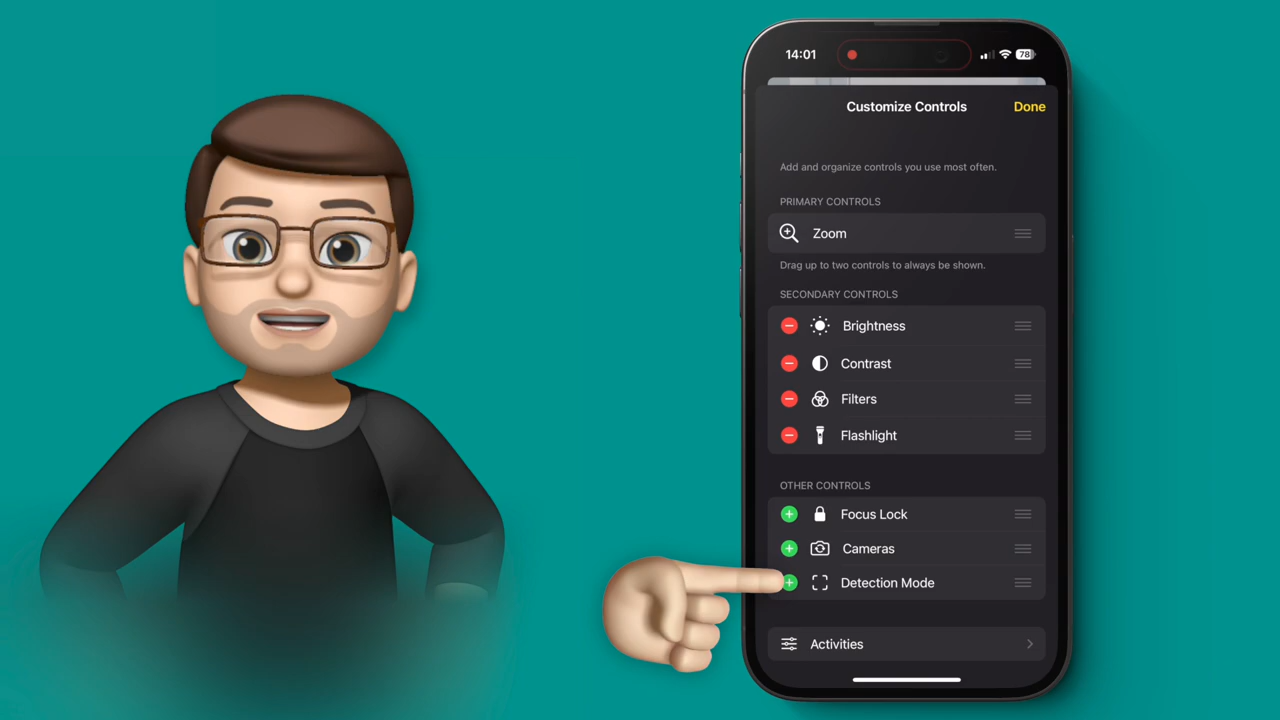 14:01
78
Customize Controls
Done
Add and organize controls you use most often.
PRIMARY CONTROLS
Zoom
Drag up to two controls to always be shown.
SECONDARY CONTROLS
Brightness
Contrast
Filters
Flashlight
OTHER CONTROLS
Focus Lock
Cameras
Detection Mode
Activities